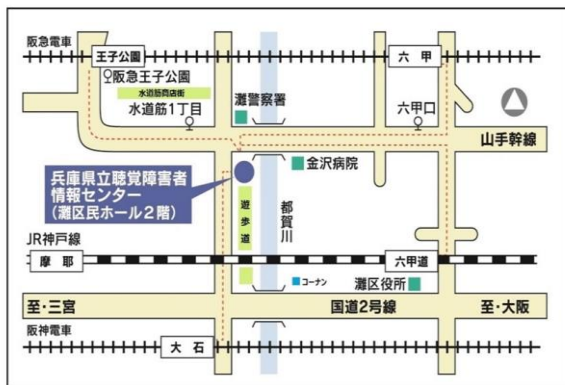 阪急電車
王子公園
六甲
阪急王子公園
水道筋商店街
水道筋1丁目
灘警察署
六甲口
山手幹線
金沢病院
兵庫県立聴覚障害者
情報センター
(灘区民ホール2階)
遊歩道
都賀川
JR神戸線
摩耶
六甲道
コーナン
灘区役所
至・三宮
国道2号線
至・大阪
阪神電車
大石